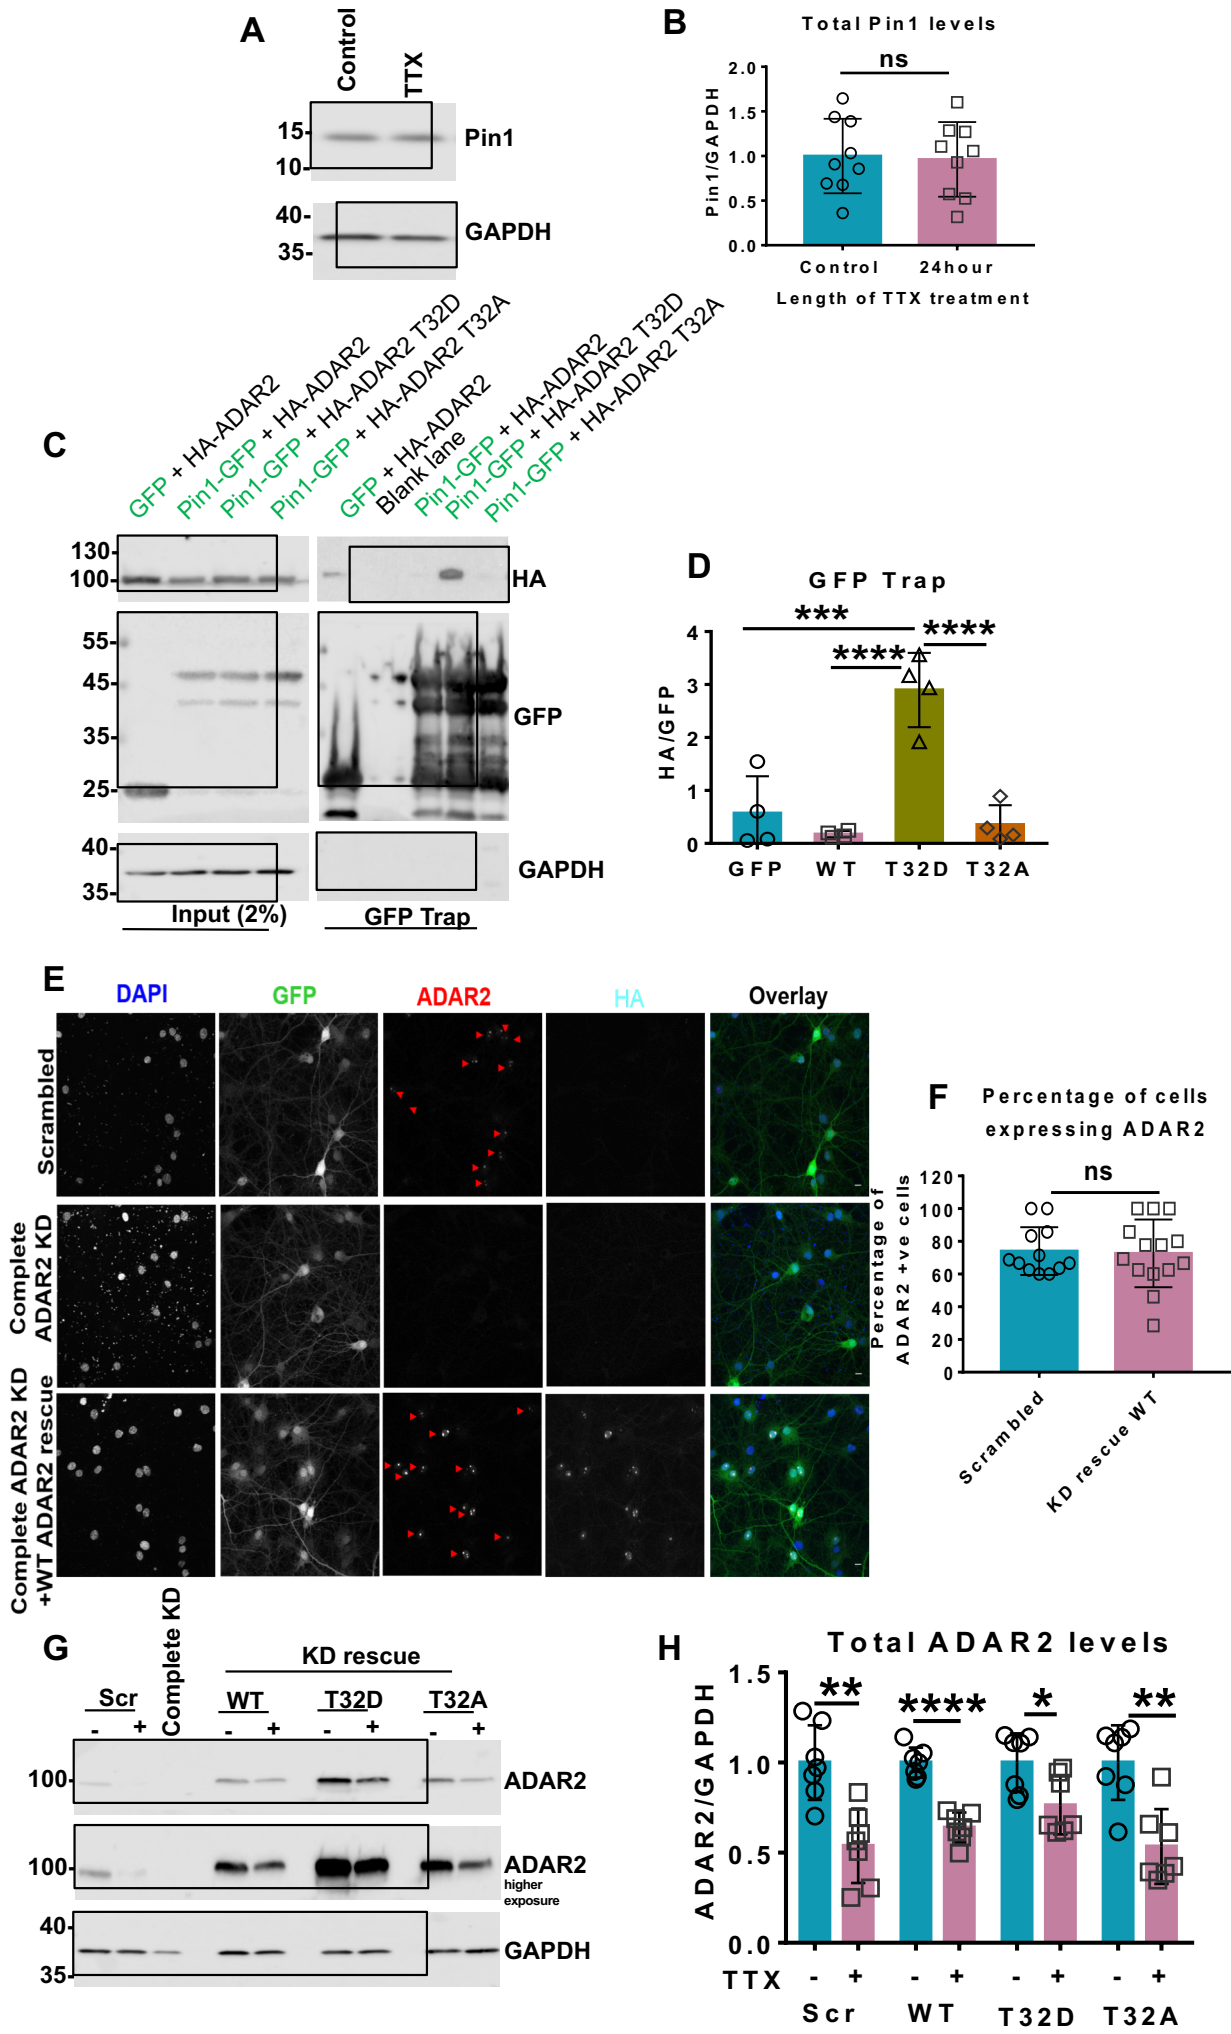 A
Control
TTX
15
10
Pin1
40
35
GAPDH
B
Total Pin1 levels
ns
Pin1/GAPDH
2.0
1.5
1.0
0.5
0.0
Control
24hour
Length of TTX treatment
C
GFP + HA-ADAR2
Pin1-GFP + HA-ADAR2
Pin1-GFP + HA-ADAR2 T32D
Pin1-GFP + HA-ADAR2 T32A
GFP + HA-ADAR2
Blank lane
Pin1-GFP + HA-ADAR2
Pin1-GFP + HA-ADAR2 T32D
Pin1-GFP + HA-ADAR2 T32A
130
100
HA
55
45
35
25
GFP
40
35
GAPDH
Input (2%)
GFP Trap
D
GFP Trap
***
****
****
HA/GFP
4
3
2
1
0
GFP
WT
T32D
T32A
E
DAPI
GFP
ADAR2
HA
Overlay
Scrambled
Complete
ADAR2 KD
Complete ADAR2 KD
+WT ADAR2 rescue
F
Percentage of cells
expressing ADAR2
ns
Percentage of
ADAR2 +ve cells
120
100
80
60
40
20
0
Scrambled
KD rescue WT
G
Scr
Complete KD
KD rescue
WT
T32D
T32A
- + - + - + - +
100
ADAR2
100
ADAR2
higher
exposure
40
35
GAPDH
H
Total ADAR2 levels
** **** * **
ADAR2/GAPDH
1.5
1.0
0.5
0.0
TTX - + - + - + - +
Scr
WT
T32D
T32A